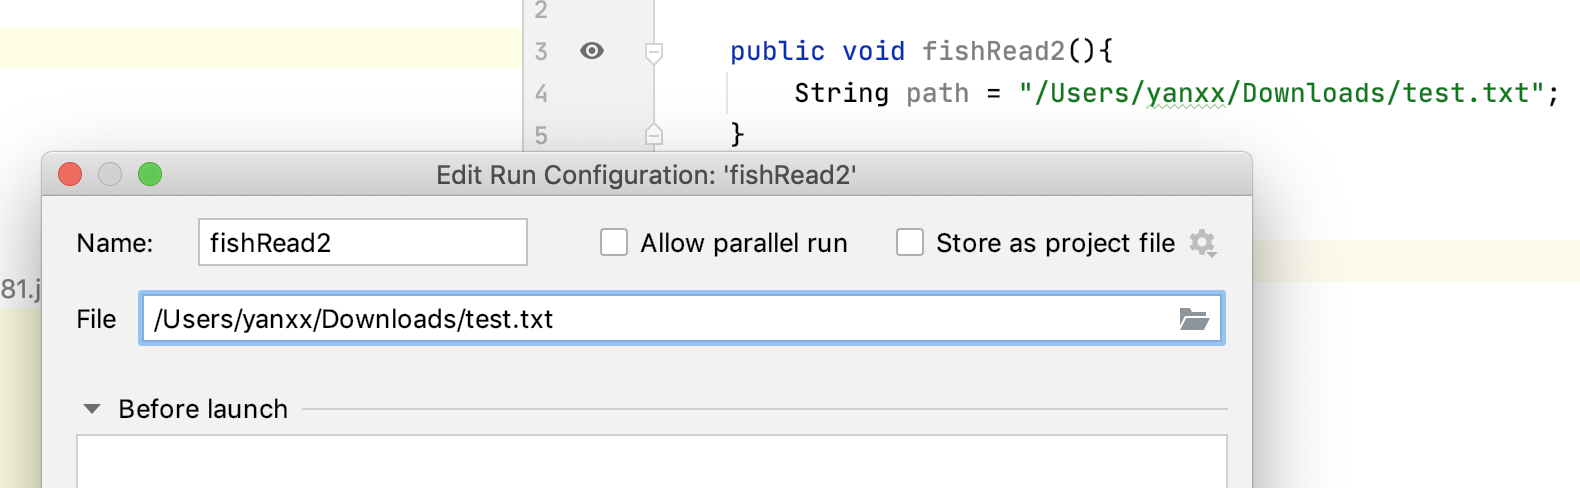 2
3 public void fishRead2(){
4 String path = "/Users/yanxx/Downloads/test.txt";
5 }
Edit Run Configuration: 'fishRead2'
Name: fishRead2 Allow parallel run Store as project file
81.j
File /Users/yanxx/Downloads/test.txt
Before launch